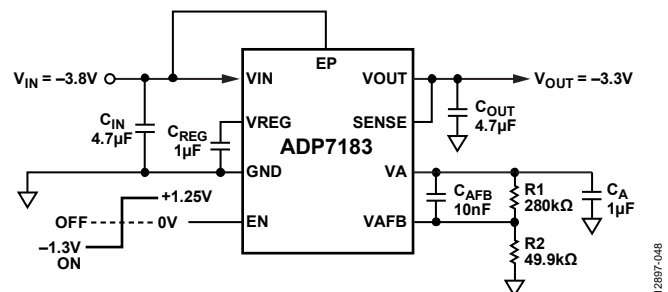 EP
V_IN = –3.8V
VIN
VOUT
V_OUT = –3.3V
C_IN
4.7µF
C_REG
1µF
VREG
SENSE
C_OUT
4.7µF
ADP7183
GND
VA
C_AFB
10nF
R1
280kΩ
C_A
1µF
+1.25V
OFF
0V
EN
VAFB
–1.3V
ON
R2
49.9kΩ
12897-048